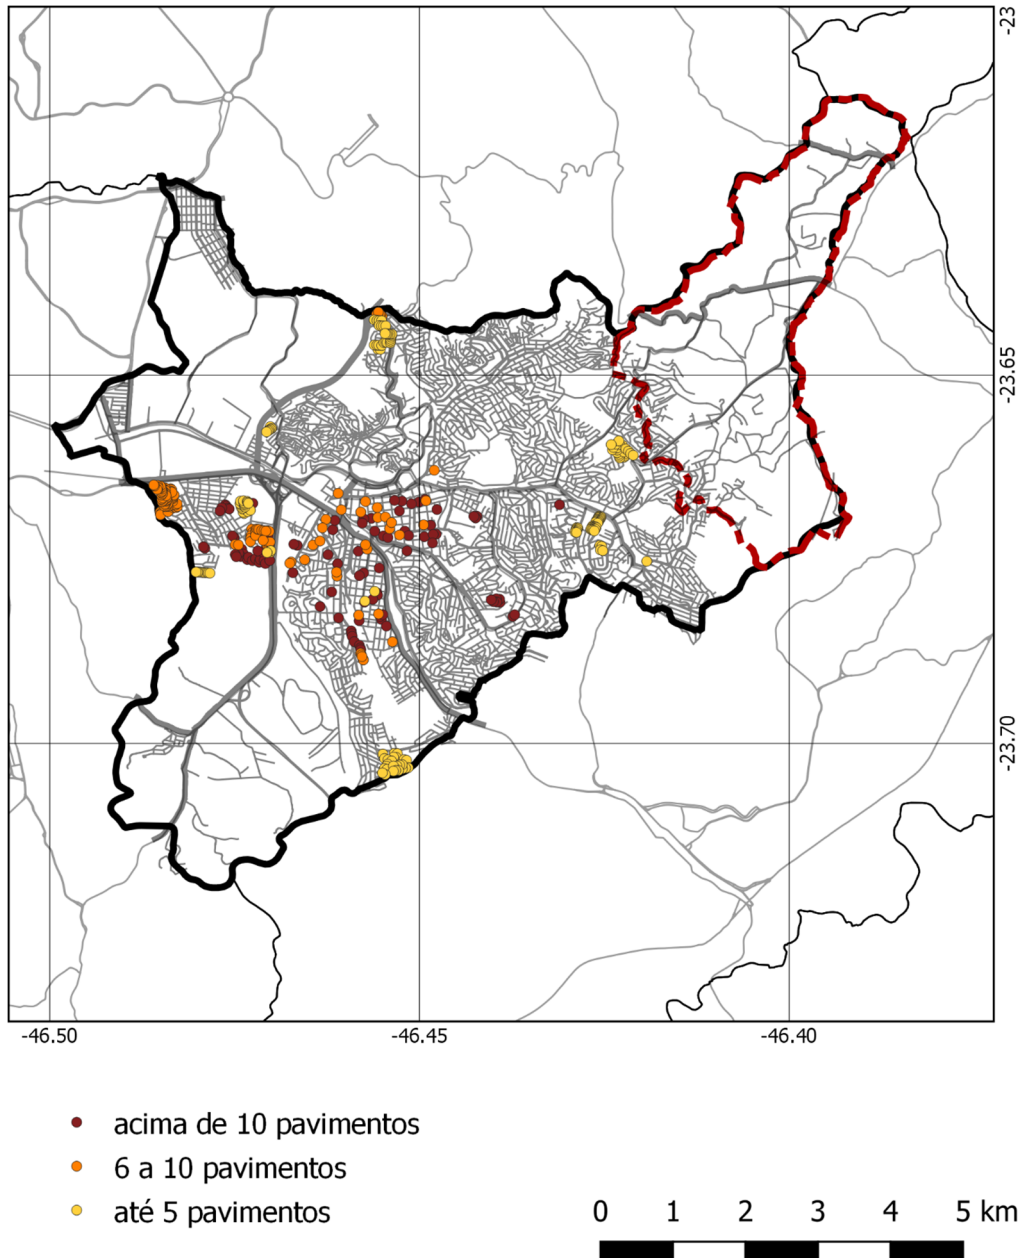 -23
-23.65
-23.70
-46.50 -46.45 -46.40
acima de 10 pavimentos
6 a 10 pavimentos
até 5 pavimentos
0 1 2 3 4 5 km